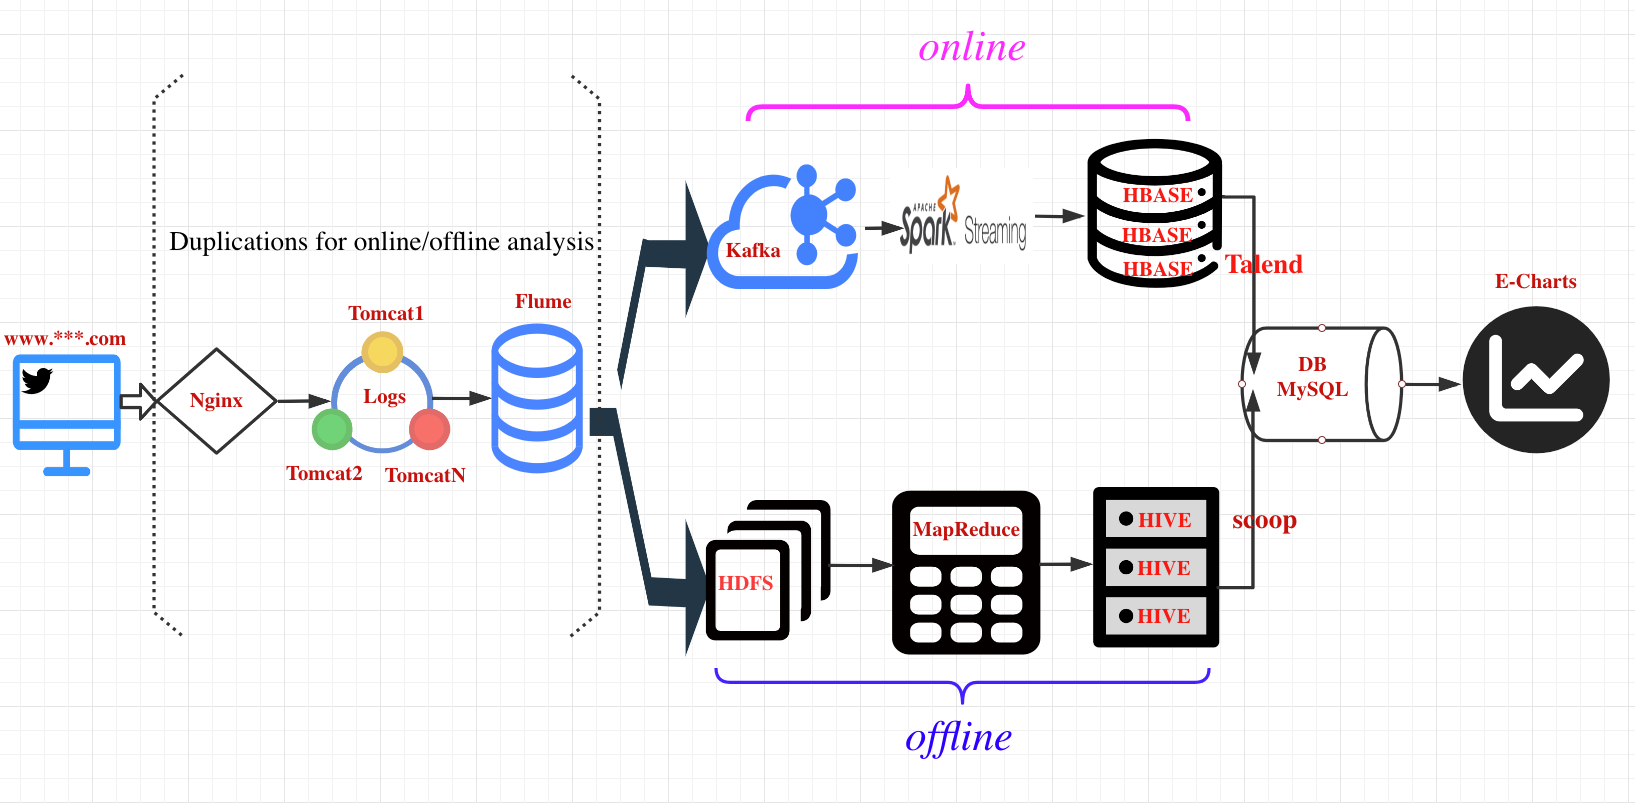 online
Duplications for online/offline analysis
www.***.com
Nginx
Tomcat1
Logs
Tomcat2
TomcatN
Flume
Kafka
APACHE
Spark Streaming
HBASE
HBASE
HBASE
Talend
HDFS
MapReduce
HIVE
HIVE
HIVE
scoop
DB
MySQL
E-Charts
offline